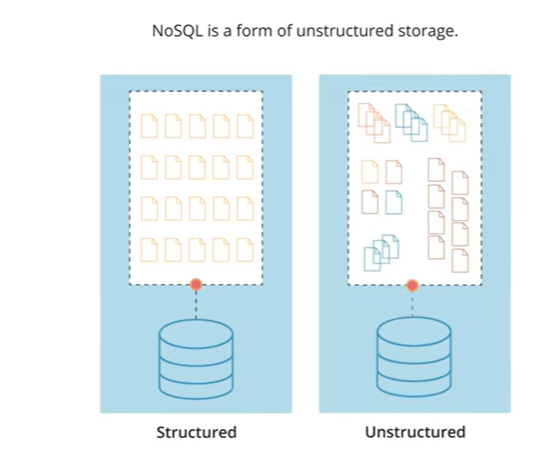 NoSQL is a form of unstructured storage.
Structured
Unstructured